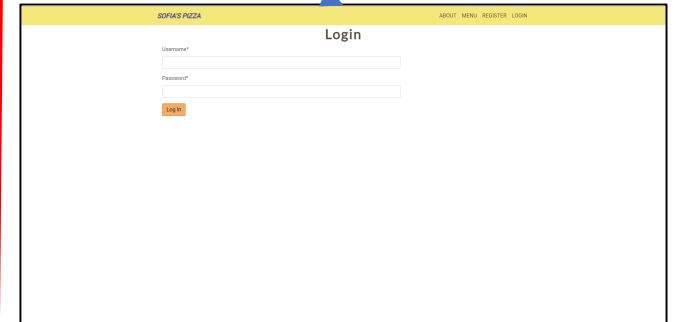 SOFIA'S PIZZA
ABOUT MENU REGISTER LOGIN
Login
Username*
Password*
Log In